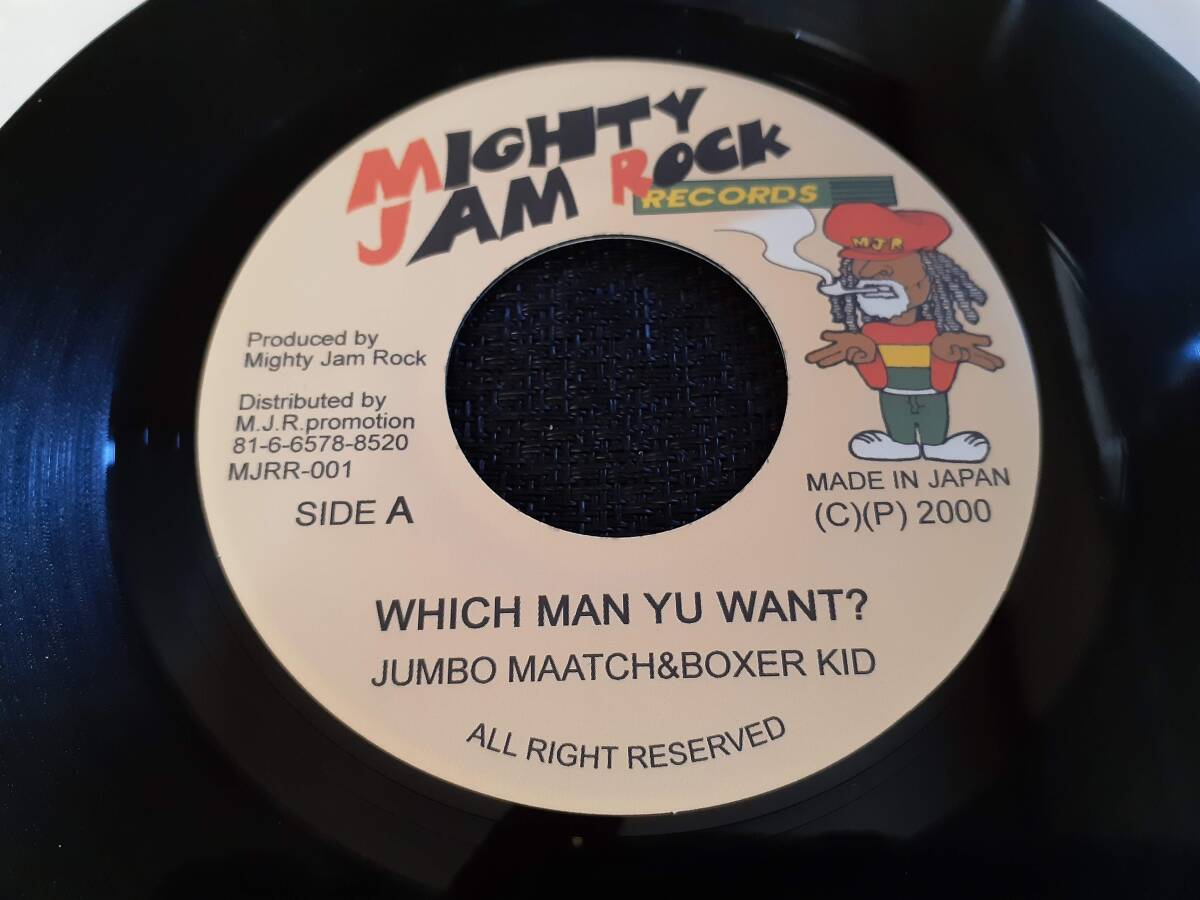 MIGHTY
JAM ROCK
RECORDS
MJR
Produced by
Mighty Jam Rock
Distributed by
M.J.R.promotion
81-6-6578-8520
MJRR-001
SIDE A
MADE IN JAPAN
(C)(P) 2000
WHICH MAN YU WANT?
JUMBO MAATCH&BOXER KID
ALL RIGHT RESERVED